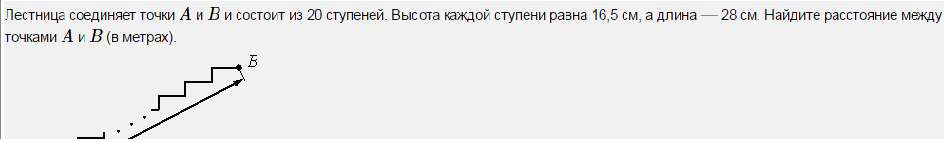 Лестница соединяет точки A и B и состоит из 20 ступеней. Высота каждой ступени равна 16,5 см, а длина — 28 см. Найдите расстояние между
точками A и B (в метрах).
B